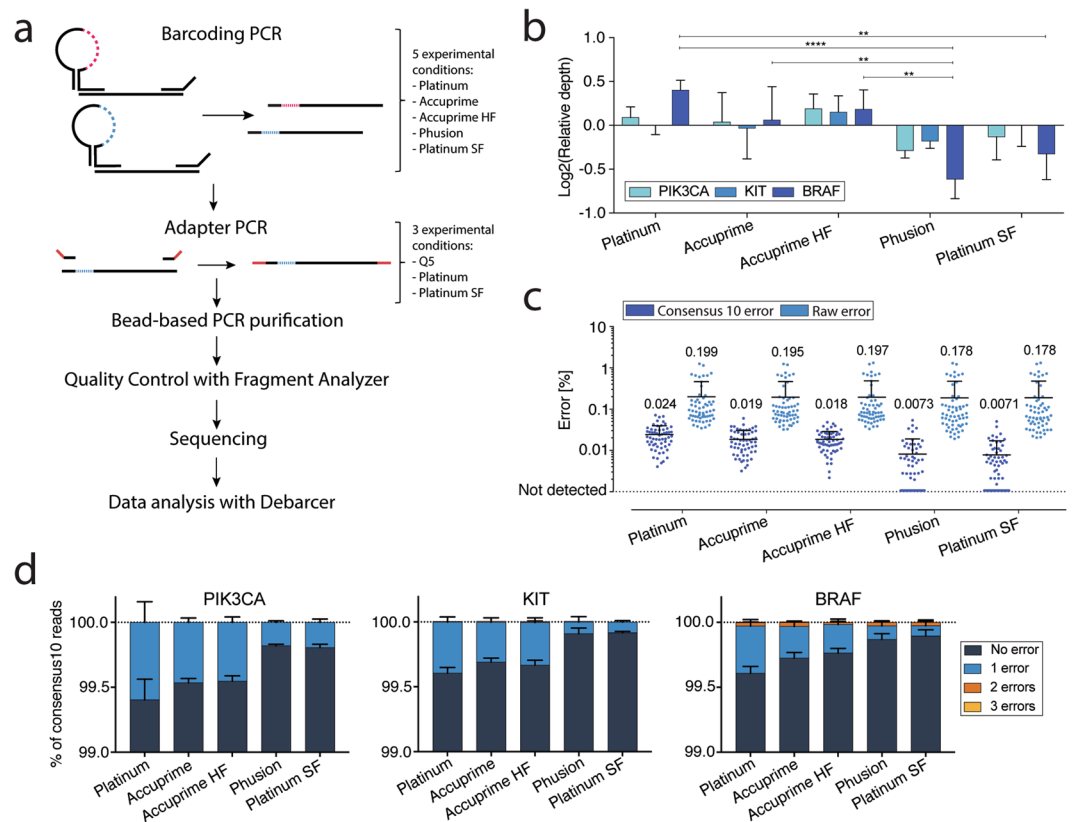 a
Barcoding PCR
5 experimental
conditions:
- Platinum
- Accuprime
- Accuprime HF
- Phusion
- Platinum SF
Adapter PCR
3 experimental
conditions:
- Q5
- Platinum
- Platinum SF
Bead-based PCR purification
Quality Control with Fragment Analyzer
Sequencing
Data analysis with Debarcer
b
**
****
**
**
Log2(Relative depth)
1.0
0.5
0.0
-0.5
-1.0
PIK3CA
KIT
BRAF
Platinum
Accuprime
Accuprime HF
Phusion
Platinum SF
c
Consensus 10 error
Raw error
Error [%]
10
1
0.1
0.01
Not detected
0.024
0.199
0.019
0.195
0.018
0.197
0.0073
0.178
0.0071
0.178
Platinum
Accuprime
Accuprime HF
Phusion
Platinum SF
d
% of consensus10 reads
PIK3CA
100.0
99.5
99.0
Platinum
Accuprime
Accuprime HF
Phusion
Platinum SF
KIT
100.0
99.5
99.0
Platinum
Accuprime
Accuprime HF
Phusion
Platinum SF
BRAF
100.0
99.5
99.0
Platinum
Accuprime
Accuprime HF
Phusion
Platinum SF
No error
1 error
2 errors
3 errors